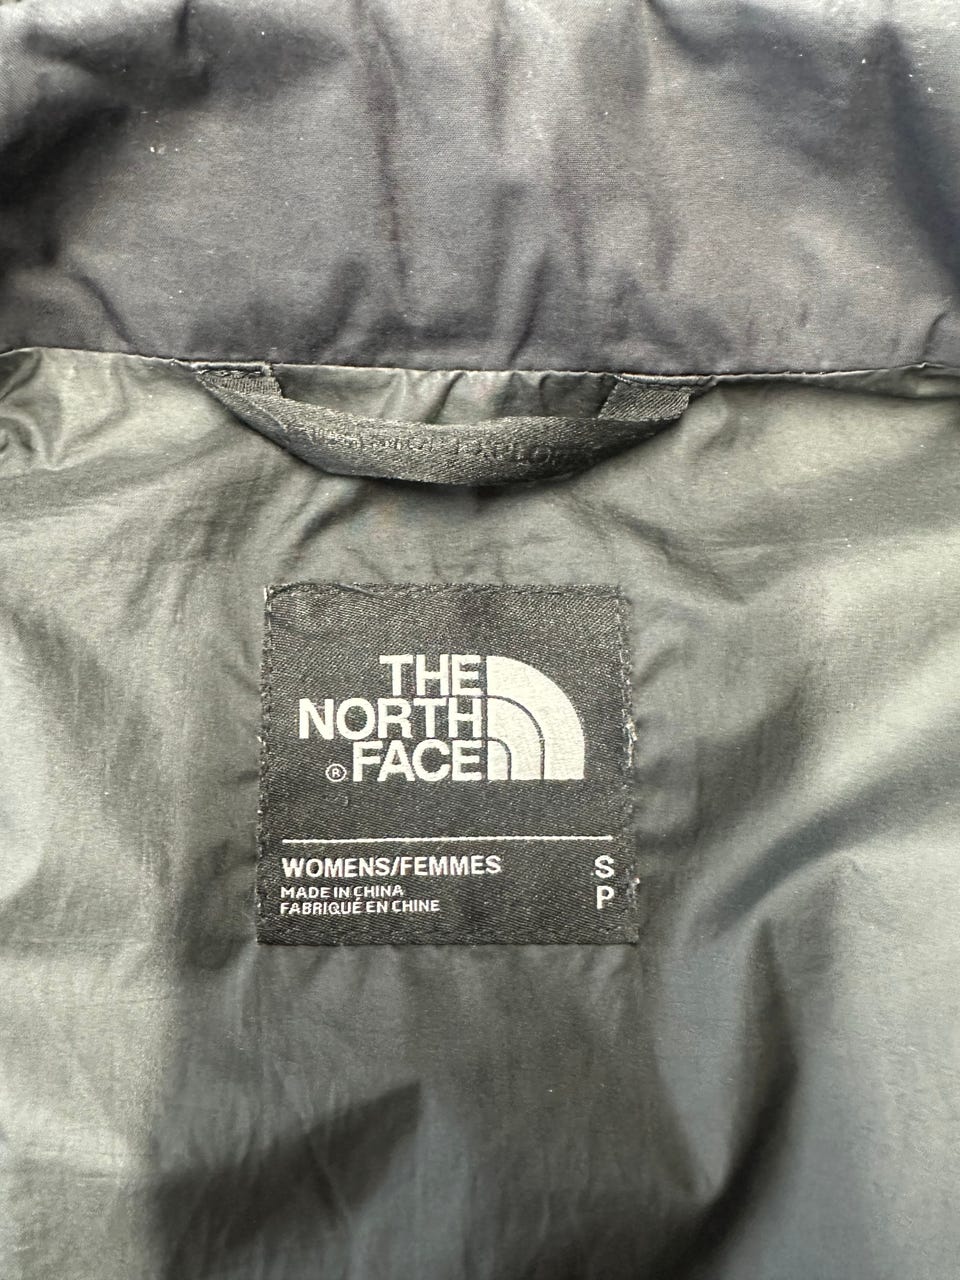 THE
NORTH
® FACE
WOMENS/FEMMES S
MADE IN CHINA P
FABRIQUÉ EN CHINE